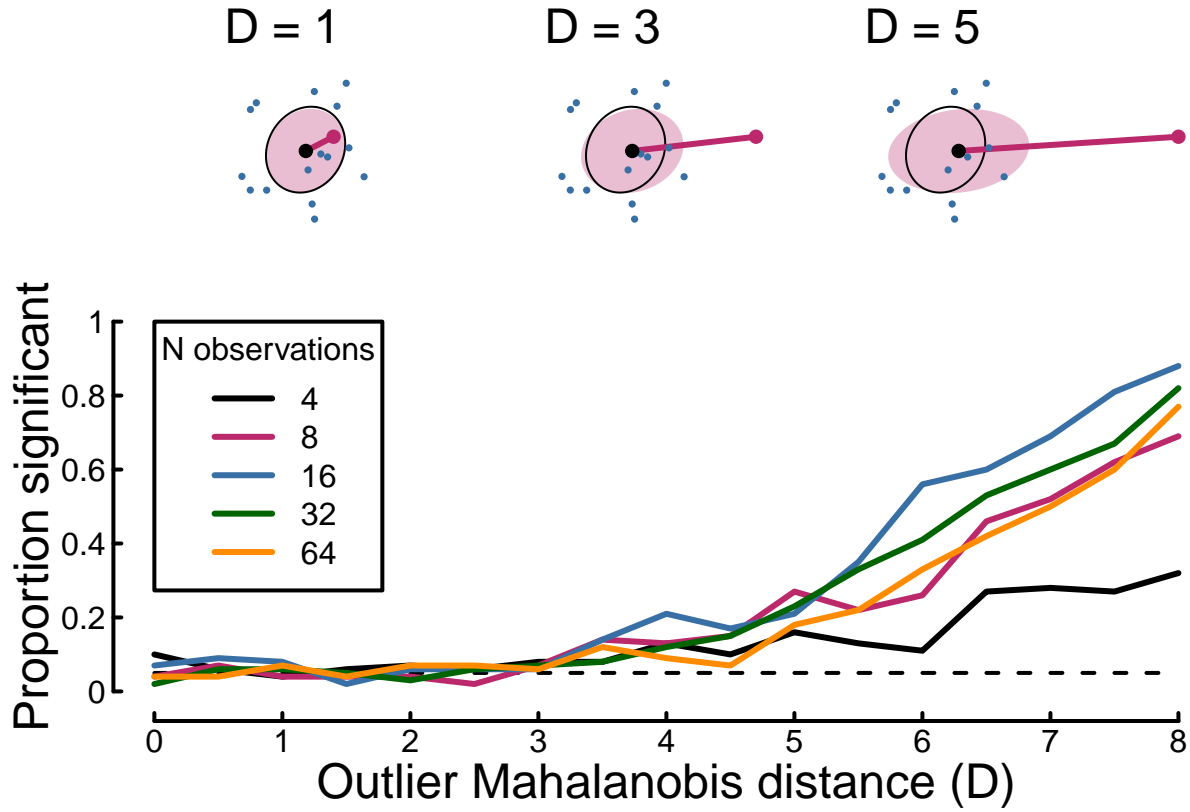 D = 1 D = 3 D = 5
Proportion significant
1
0.8
0.6
0.4
0.2
0
N observations
4
8
16
32
64
0 1 2 3 4 5 6 7 8
Outlier Mahalanobis distance (D)